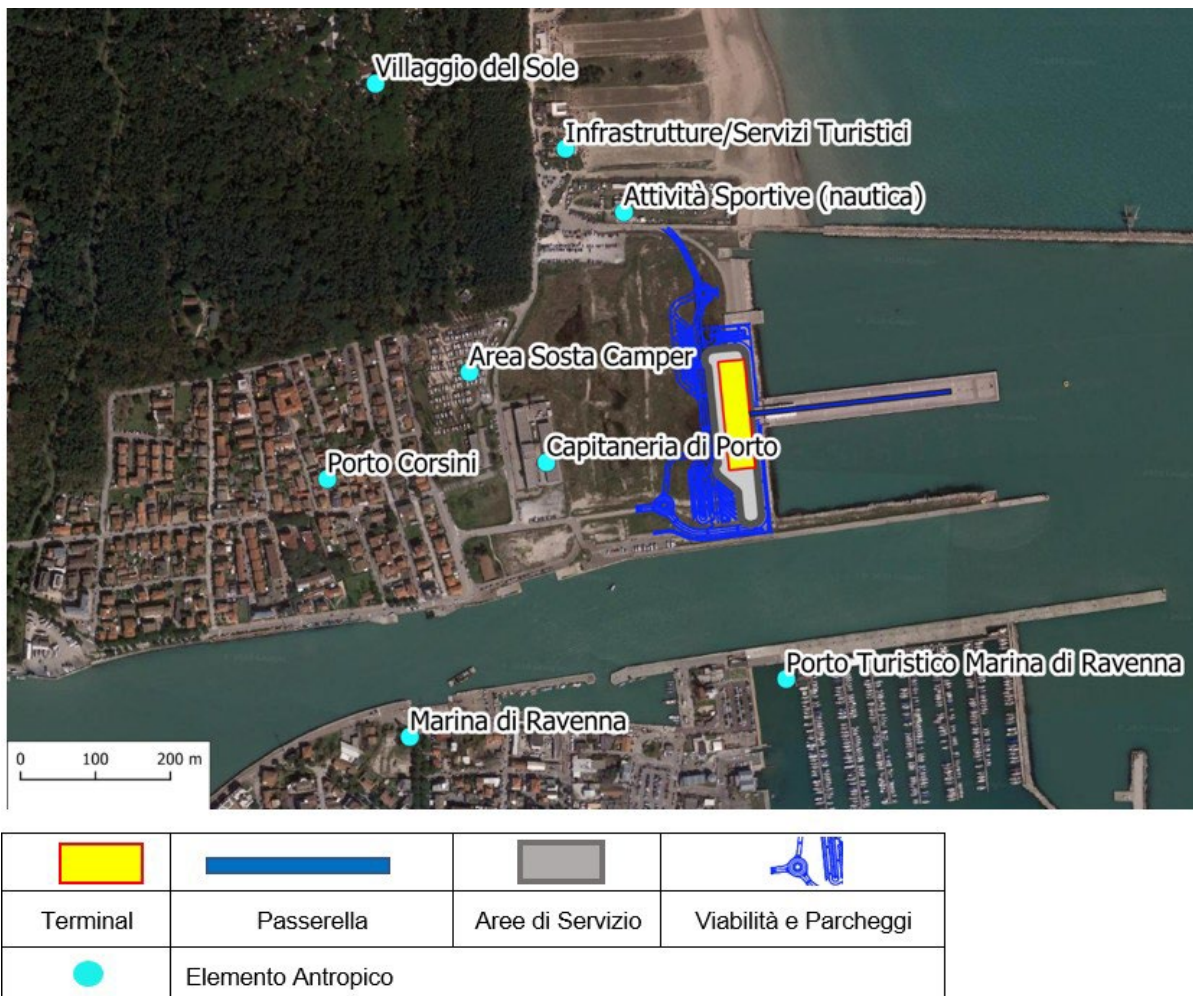 Villaggio del Sole
Infrastrutture/Servizi Turistici
Attività Sportive (nautica)
Area Sosta Camper
Capitaneria di Porto
Porto Corsini
Porto Turistico Marina di Ravenna
Marina di Ravenna
0 100 200 m
Terminal Passerella Aree di Servizio Viabilità e Parcheggi
Elemento Antropico